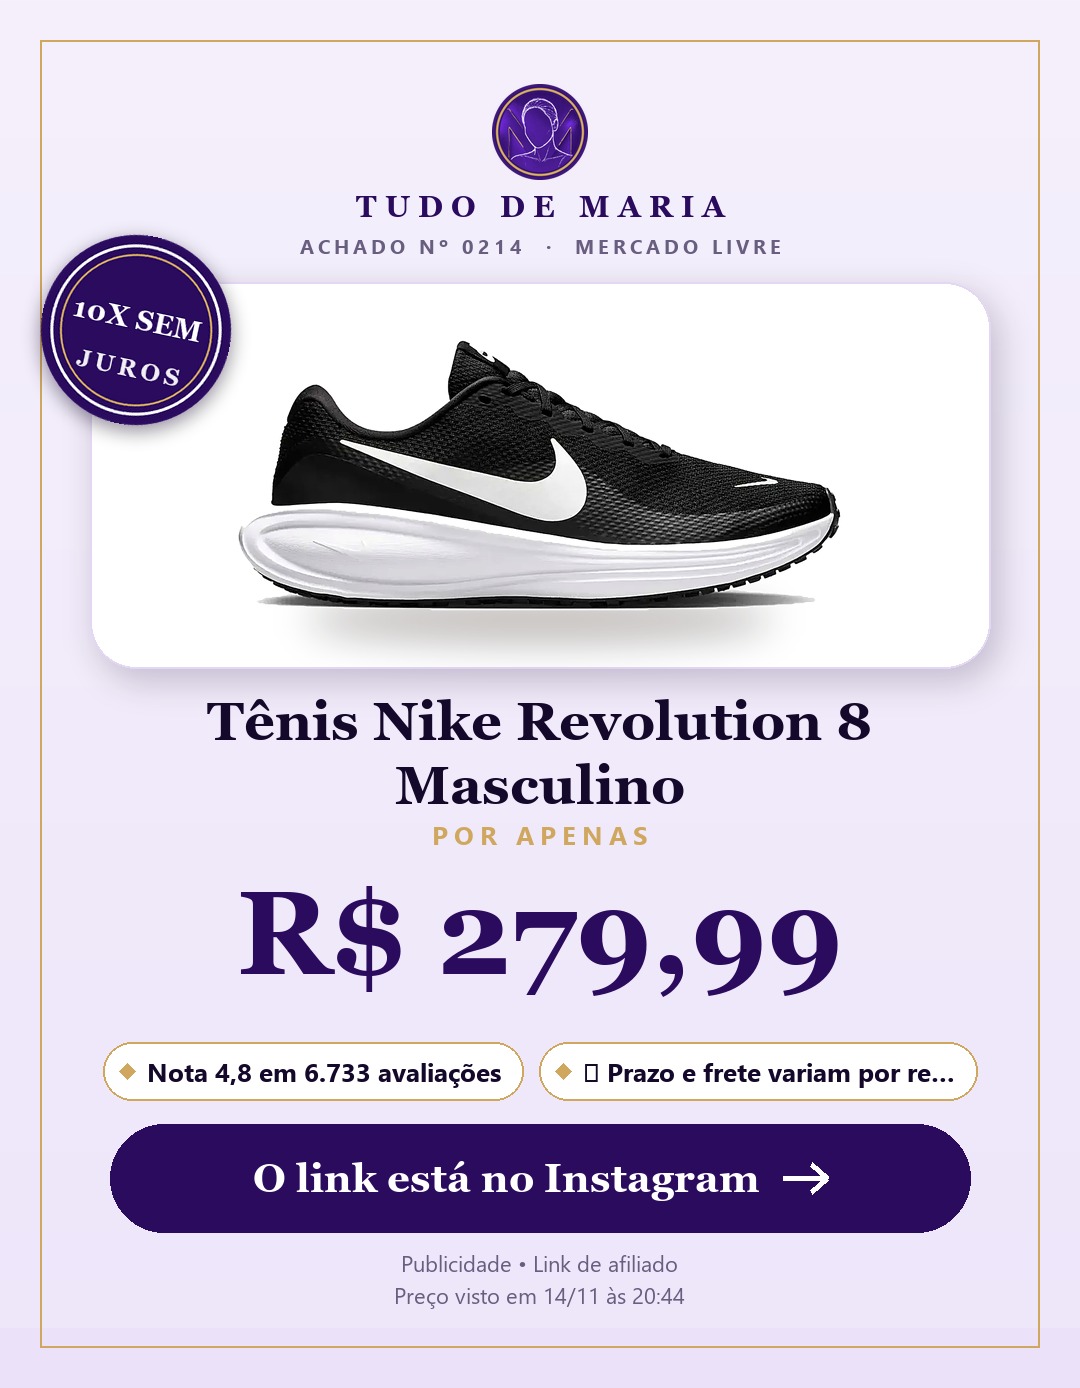 TUDO DE MARIA
ACHADO Nº 0214 · MERCADO LIVRE
10X SEM
JUROS
Tênis Nike Revolution 8
Masculino
POR APENAS
R$ 279,99
Nota 4,8 em 6.733 avaliações
Prazo e frete variam por re...
O link está no Instagram →
Publicidade • Link de afiliado
Preço visto em 14/11 às 20:44